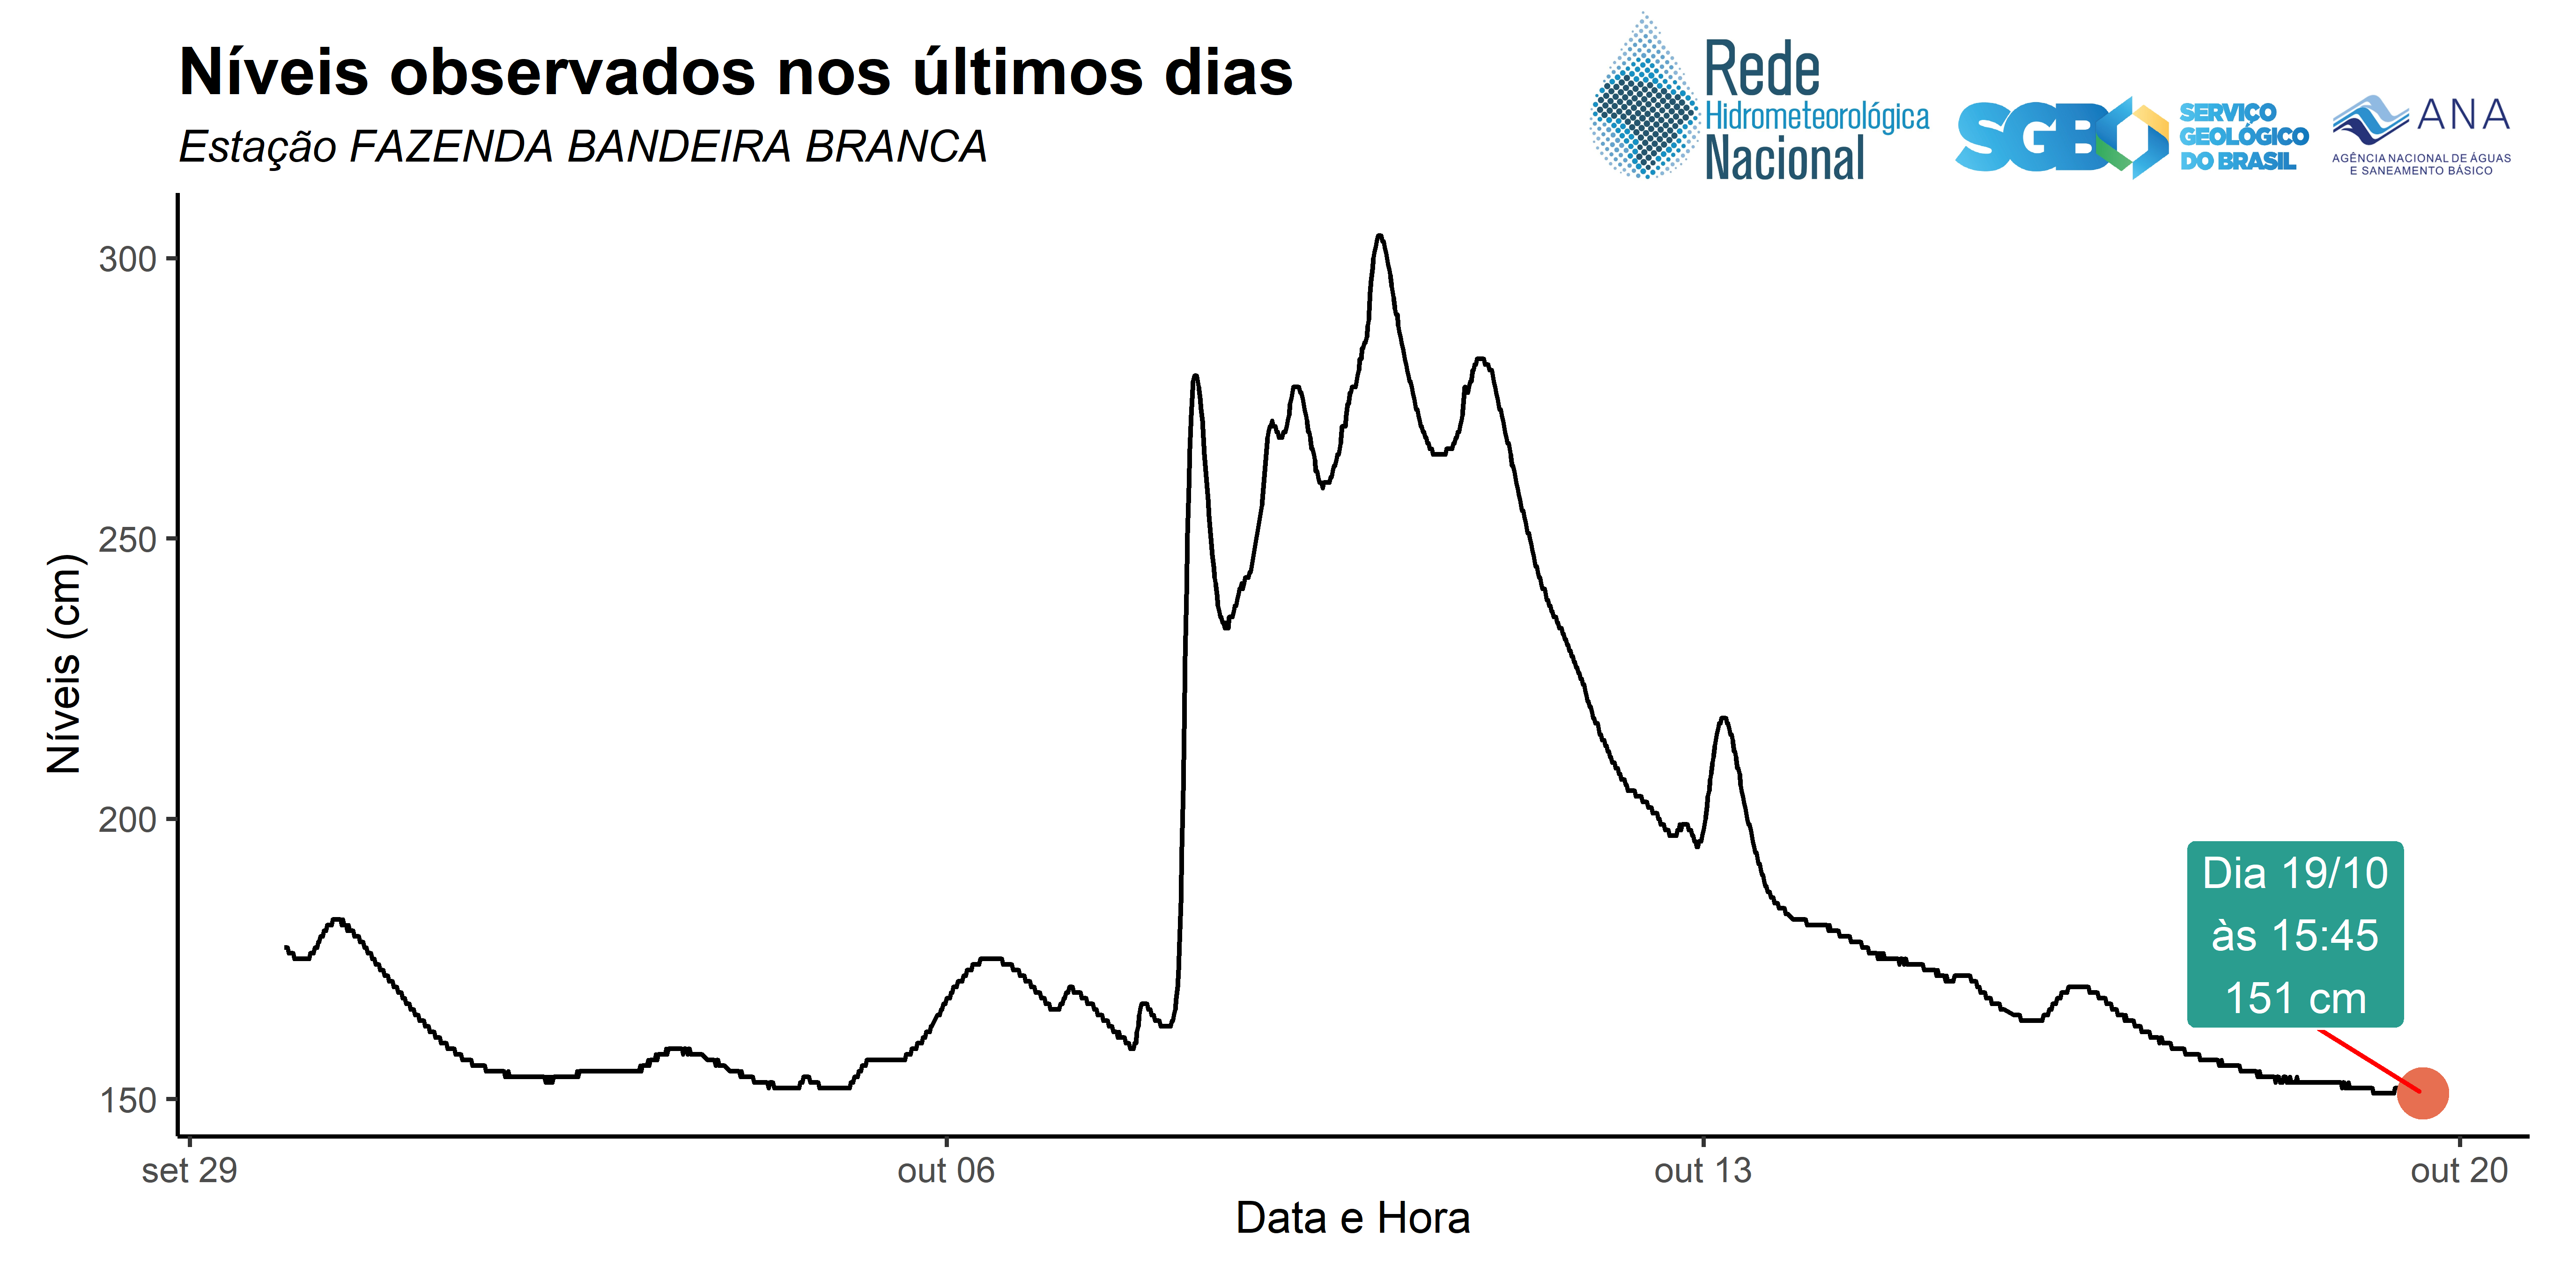 Níveis observados nos últimos dias
Estação FAZENDA BANDEIRA BRANCA
Rede
Hidrometeorológica
Nacional
SGB
SERVIÇO
GEOLÓGICO
DO BRASIL
ANA
AGÊNCIA NACIONAL DE ÁGUAS
E SANEAMENTO BÁSICO
Níveis (cm)
300
250
200
150
Dia 19/10
às 15:45
151 cm
set 29
out 06
out 13
out 20
Data e Hora